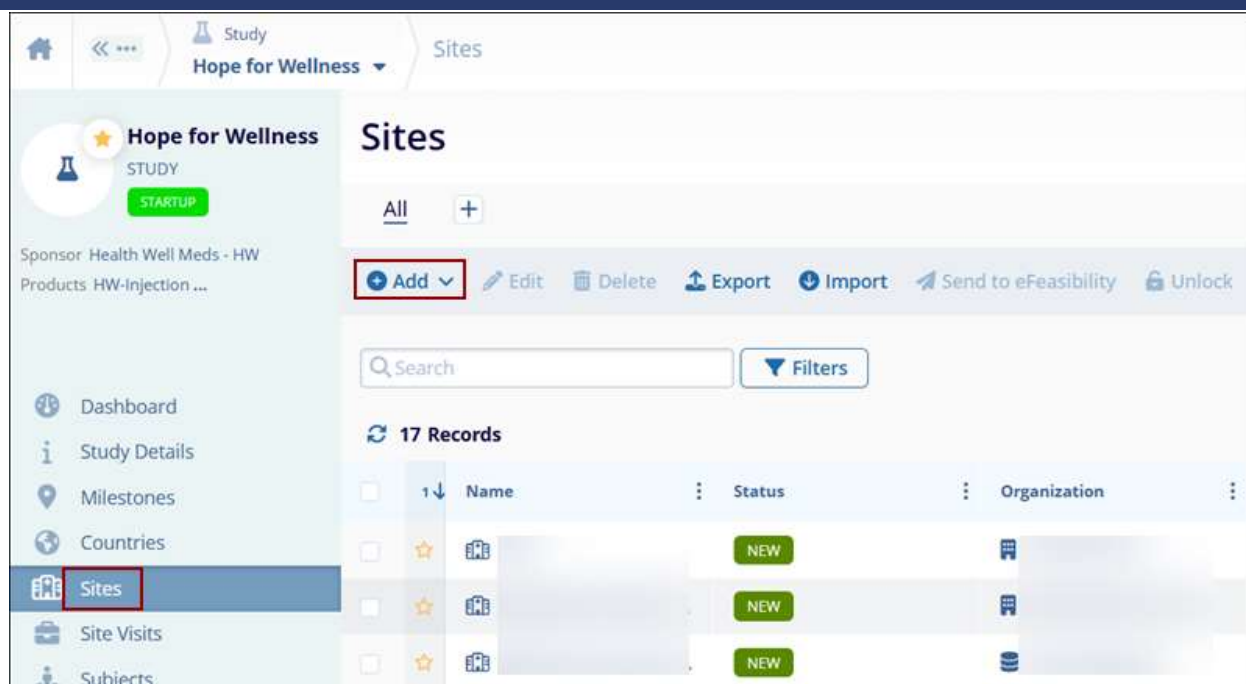 Study
Hope for Wellness
Sites
Hope for Wellness
STUDY
STARTUP
Sponsor Health Well Meds - HW
Products HW-Injection ...
Dashboard
Study Details
Milestones
Countries
Sites
Site Visits
Subjects
Sites
All
Add Edit Delete Export Import Send to eFeasibility Unlock
Search Filters
17 Records
1 Name Status Organization
NEW
NEW
NEW